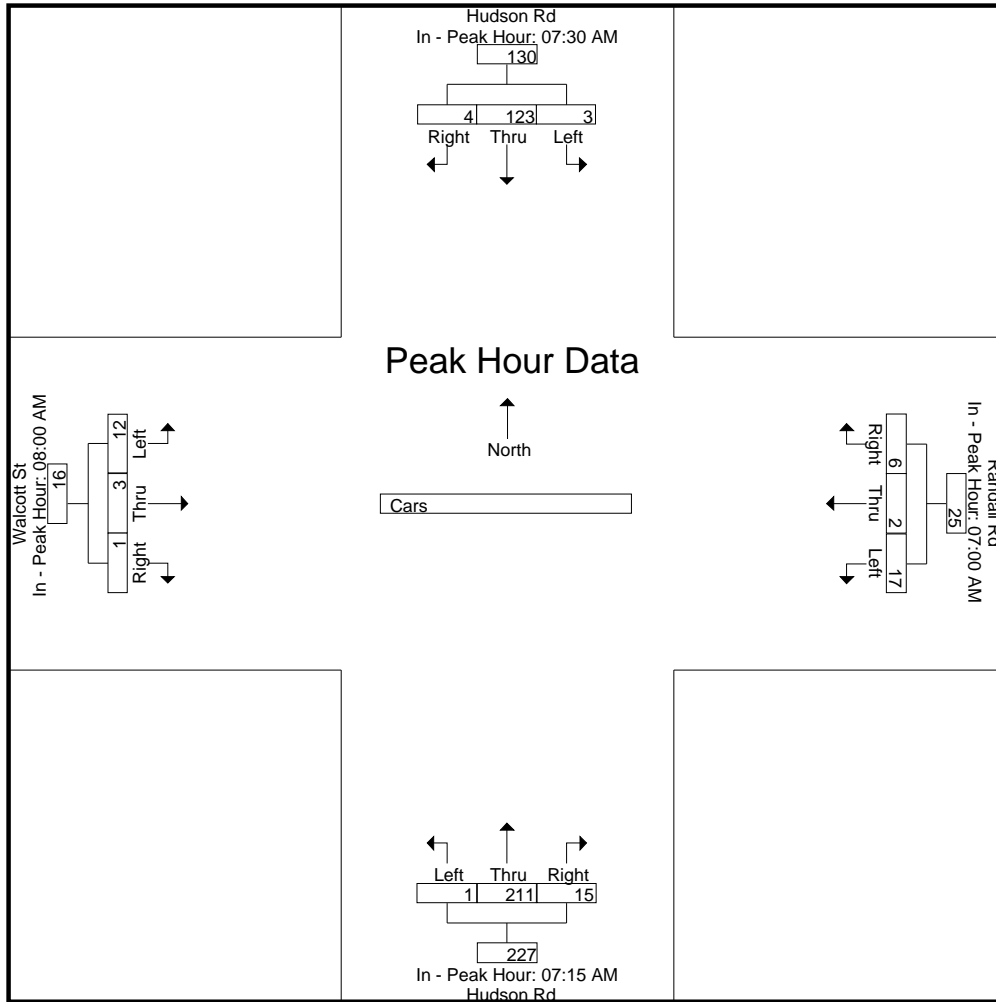 Hudson Rd
In - Peak Hour: 07:30 AM
130
4 123 3
Right Thru Left
Peak Hour Data
North
Cars
Walcott St
In - Peak Hour: 08:00 AM
16
12 3 1
Left Thru Right
Randall Rd
In - Peak Hour: 07:00 AM
25
6 2 17
Right Thru Left
Left Thru Right
1 211 15
227
In - Peak Hour: 07:15 AM
Hudson Rd